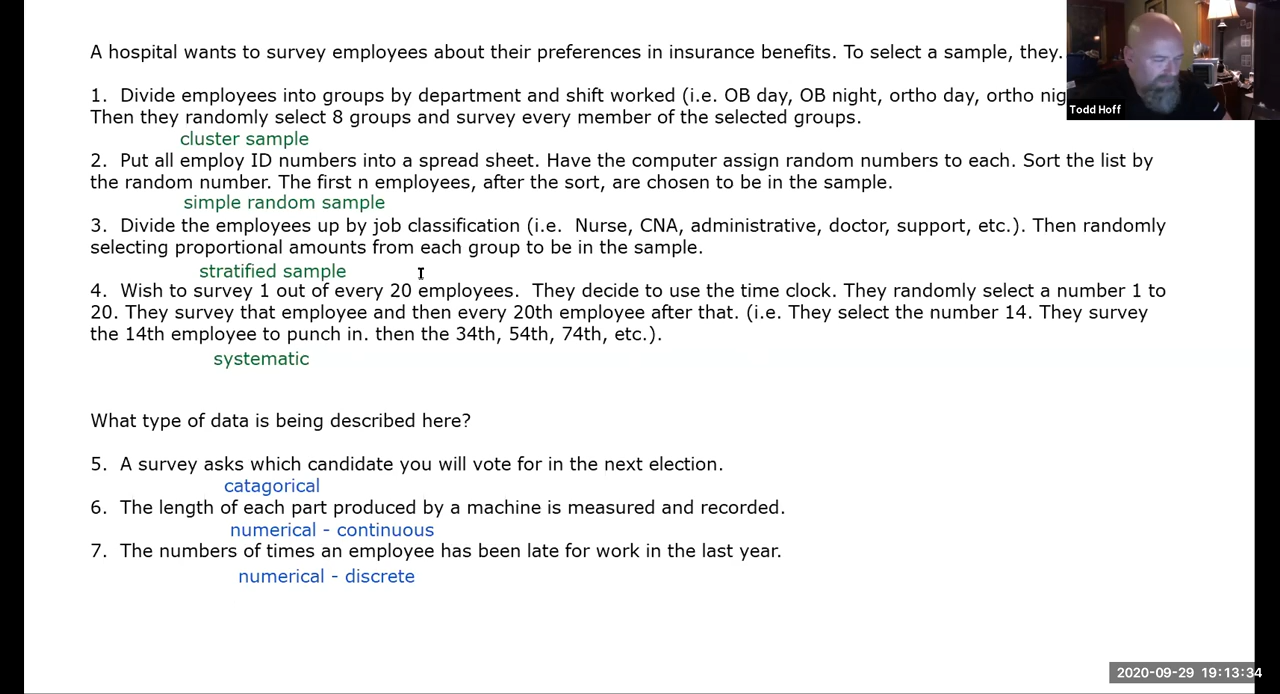 A hospital wants to survey employees about their preferences in insurance benefits. To select a sample, they.
1. Divide employees into groups by department and shift worked (i.e. OB day, OB night, ortho day, ortho nig
Then they randomly select 8 groups and survey every member of the selected groups.
cluster sample
2. Put all employ ID numbers into a spread sheet. Have the computer assign random numbers to each. Sort the list by
the random number. The first n employees, after the sort, are chosen to be in the sample.
simple random sample
3. Divide the employees up by job classification (i.e. Nurse, CNA, administrative, doctor, support, etc.). Then randomly
selecting proportional amounts from each group to be in the sample.
stratified sample
4. Wish to survey 1 out of every 20 employees. They decide to use the time clock. They randomly select a number 1 to
20. They survey that employee and then every 20th employee after that. (i.e. They select the number 14. They survey
the 14th employee to punch in. then the 34th, 54th, 74th, etc.).
systematic
What type of data is being described here?
5. A survey asks which candidate you will vote for in the next election.
catagorical
6. The length of each part produced by a machine is measured and recorded.
numerical - continuous
7. The numbers of times an employee has been late for work in the last year.
numerical - discrete
Todd Hoff
2020-09-29 19:13:34